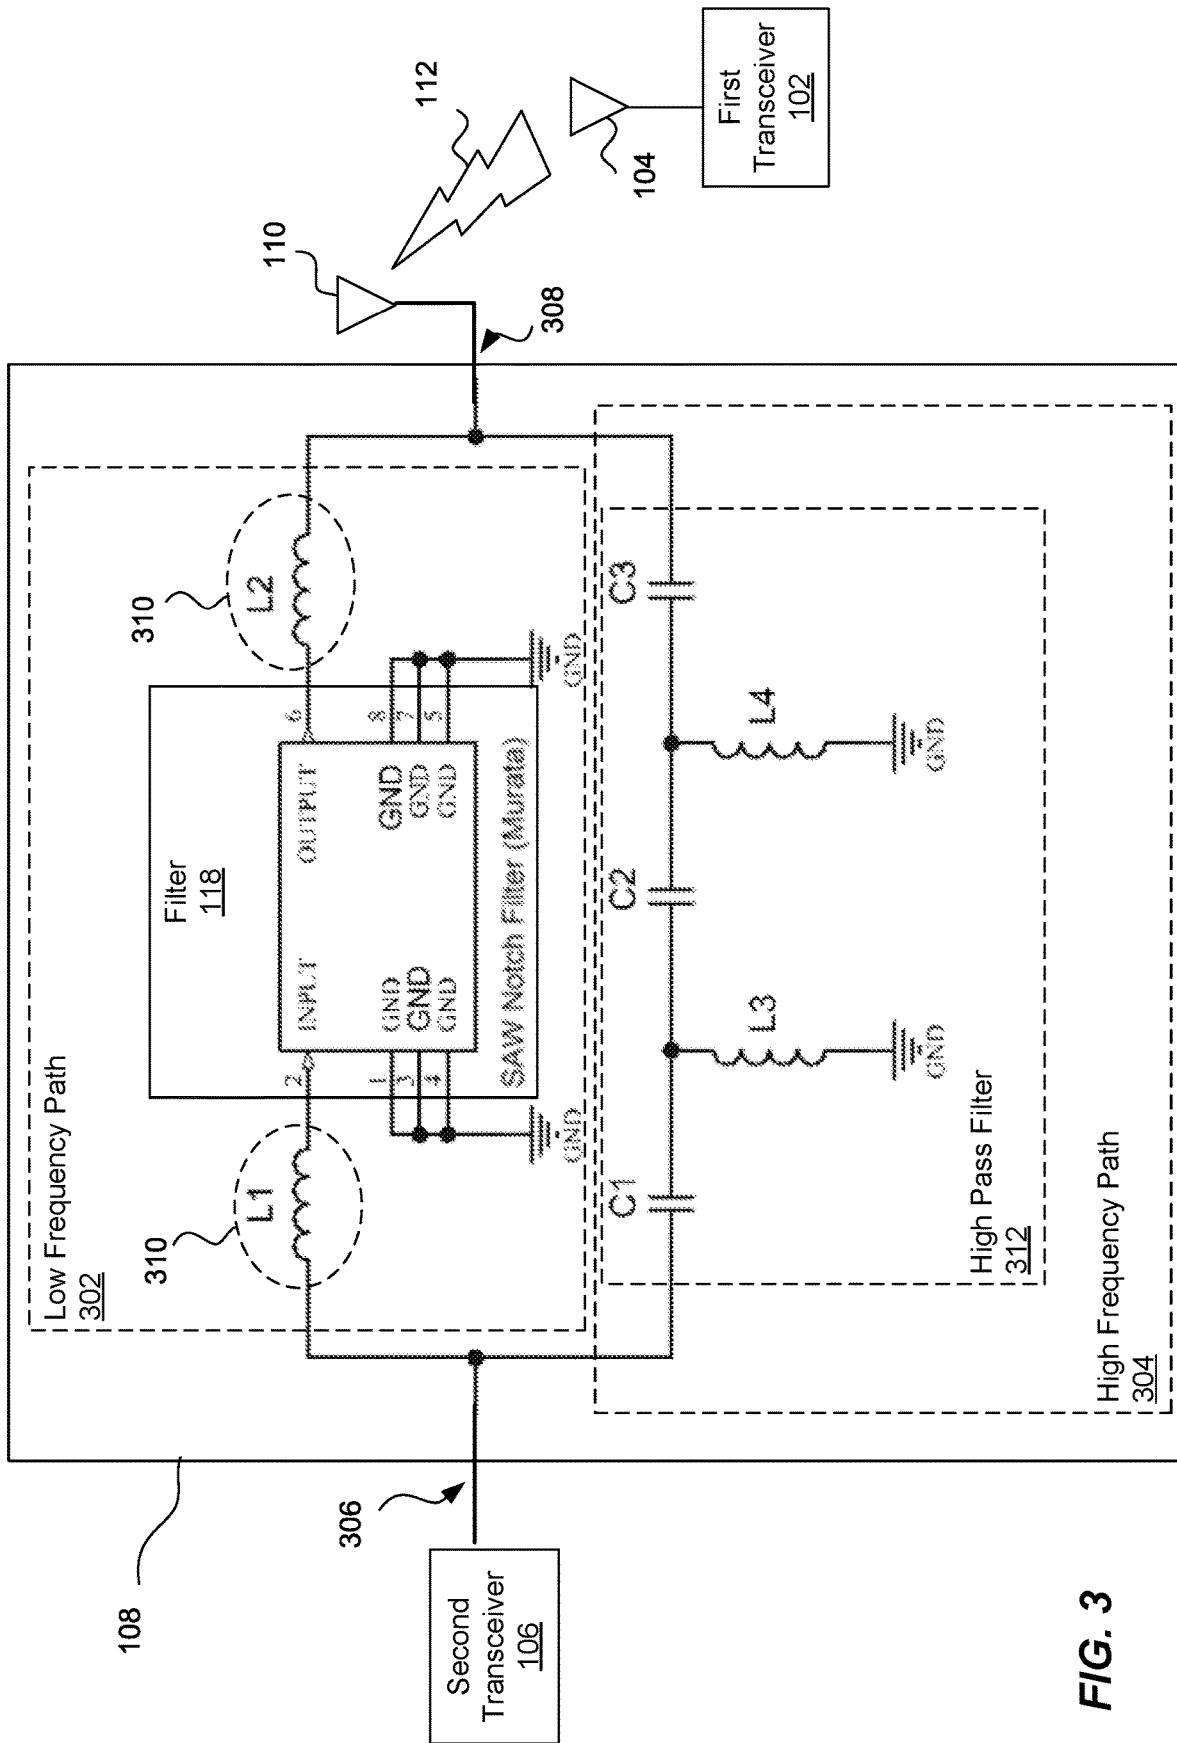 108
Low Frequency Path
302
310
L1
Filter
118
2
INPUT
OUTPUT
6
1
GND
GND
8
3
GND
GND
7
4
GND
GND
5
SAW Notch Filter (Murata)
GND
GND
310
L2
110
112
308
104
First
Transceiver
102
306
Second
Transceiver
106
C1
C2
C3
L3
L4
GND
GND
High Pass Filter
312
High Frequency Path
304
FIG. 3